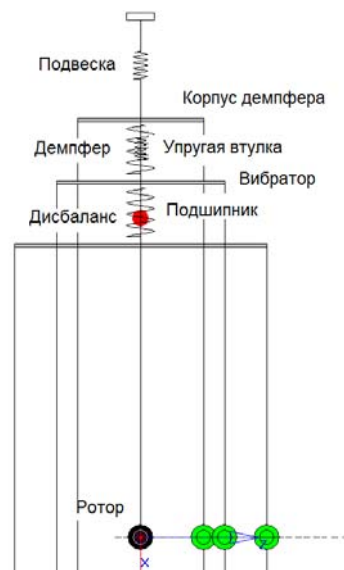 Подвеска
Корпус демпфера
Демпфер
Упругая втулка
Вибратор
Дисбаланс
Подшипник
Ротор
X